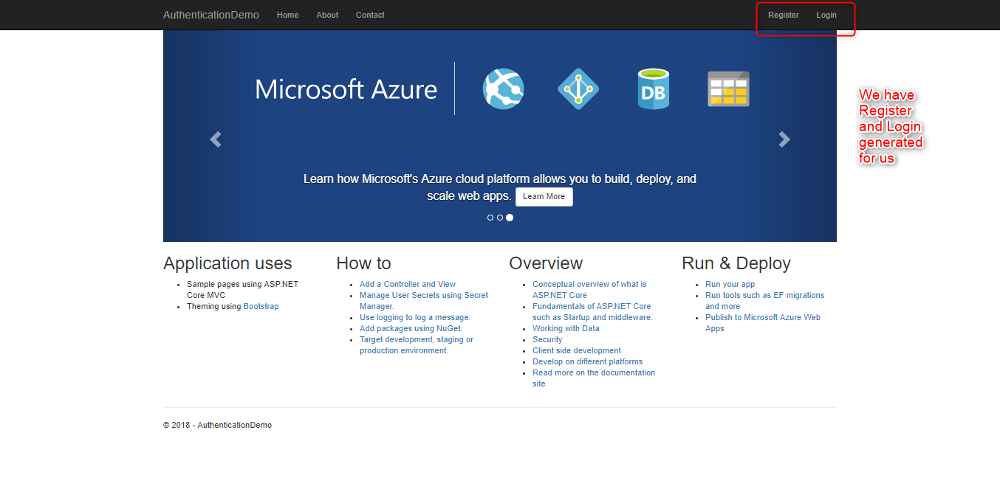 AuthenticationDemo Home About Contact Register Login
Microsoft Azure
DB
We have
Register
and Login
generated
for us
Learn how Microsoft's Azure cloud platform allows you to build, deploy, and
scale web apps. Learn More
Application uses
Sample pages using ASP.NET
Core MVC
Theming using Bootstrap
How to
Add a Controller and View
Manage User Secrets using Secret
Manager.
Use logging to log a message.
Add packages using NuGet.
Target development, staging or
production environment.
Overview
Conceptual overview of what is
ASP.NET Core
Fundamentals of ASP.NET Core
such as Startup and middleware.
Working with Data
Security
Client side development
Develop on different platforms
Read more on the documentation
site
Run & Deploy
Run your app
Run tools such as EF migrations
and more
Publish to Microsoft Azure Web
Apps
© 2018 - AuthenticationDemo